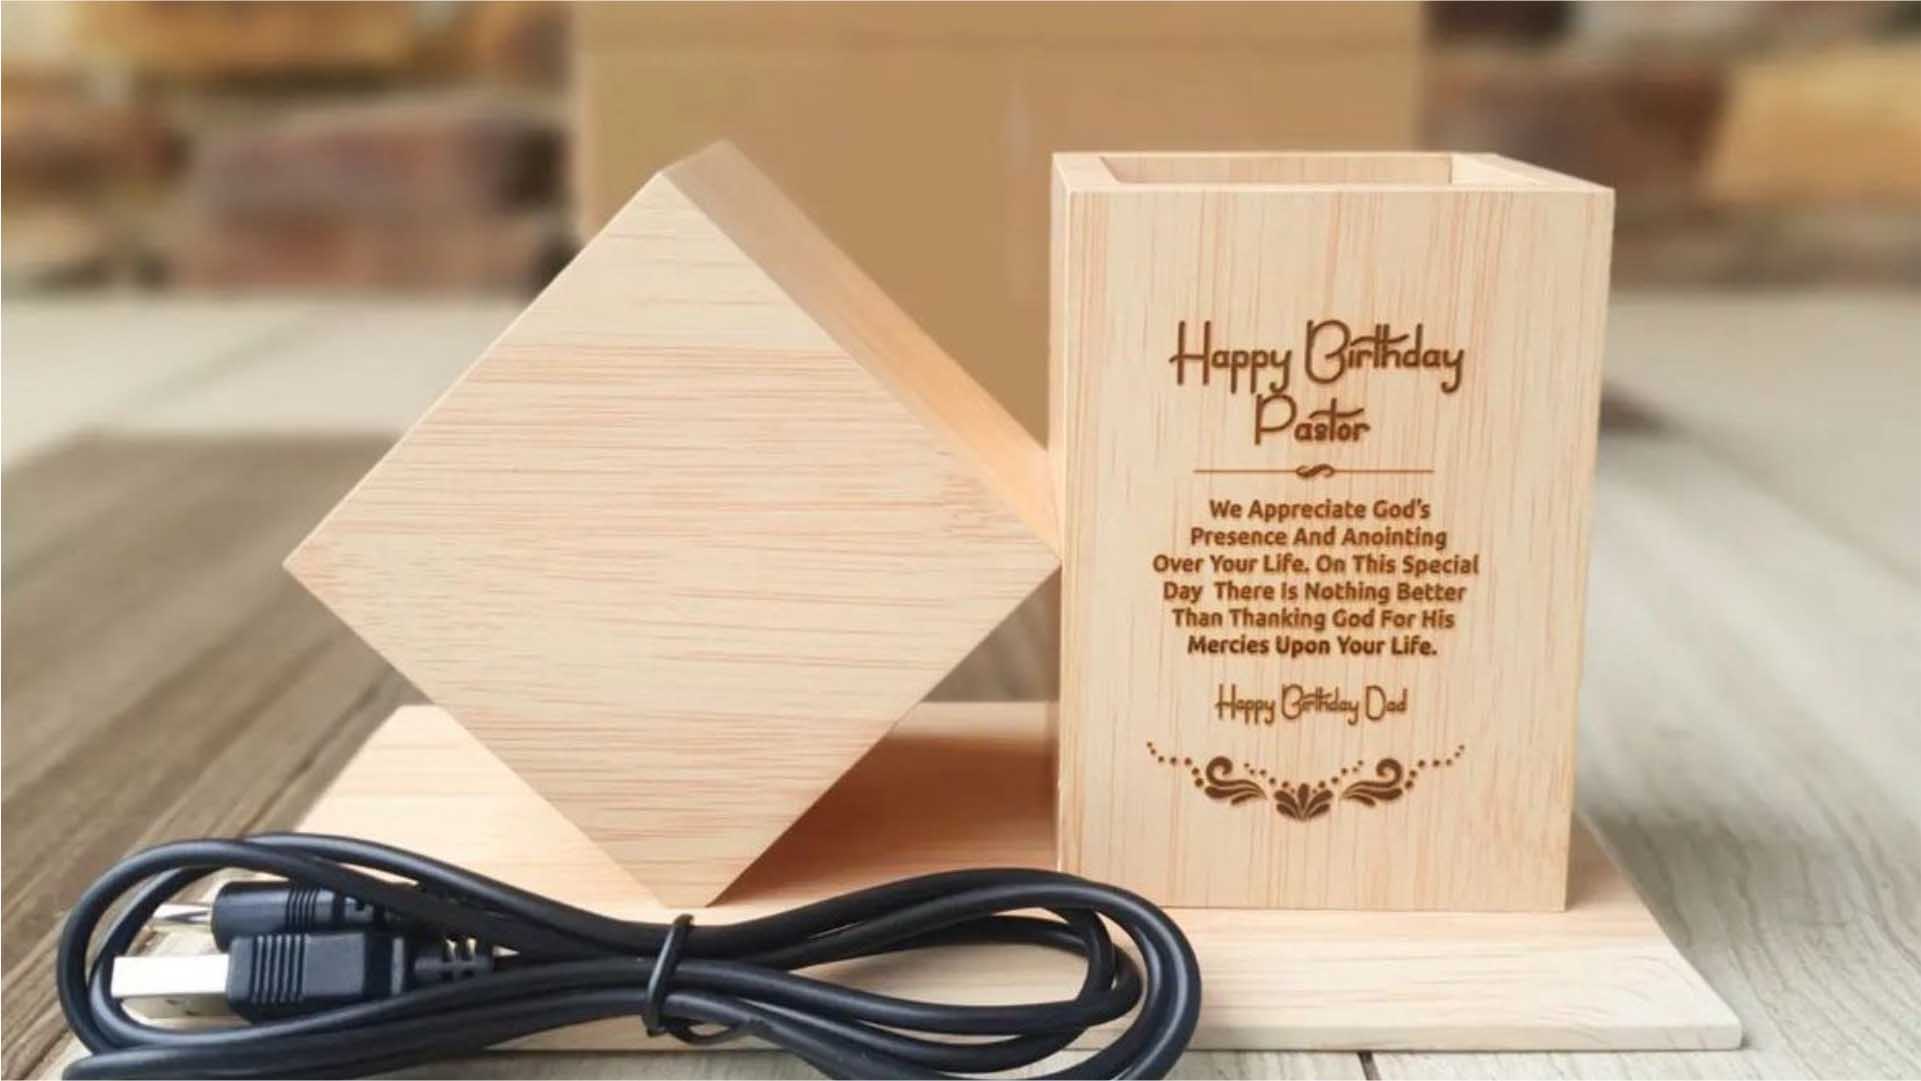 Happy Birthday
Pastor
We Appreciate God's
Presence And Anointing
Over Your Life. On This Special
Day There Is Nothing Better
Than Thanking God For His
Mercies Upon Your Life.
Happy Birthday Dad